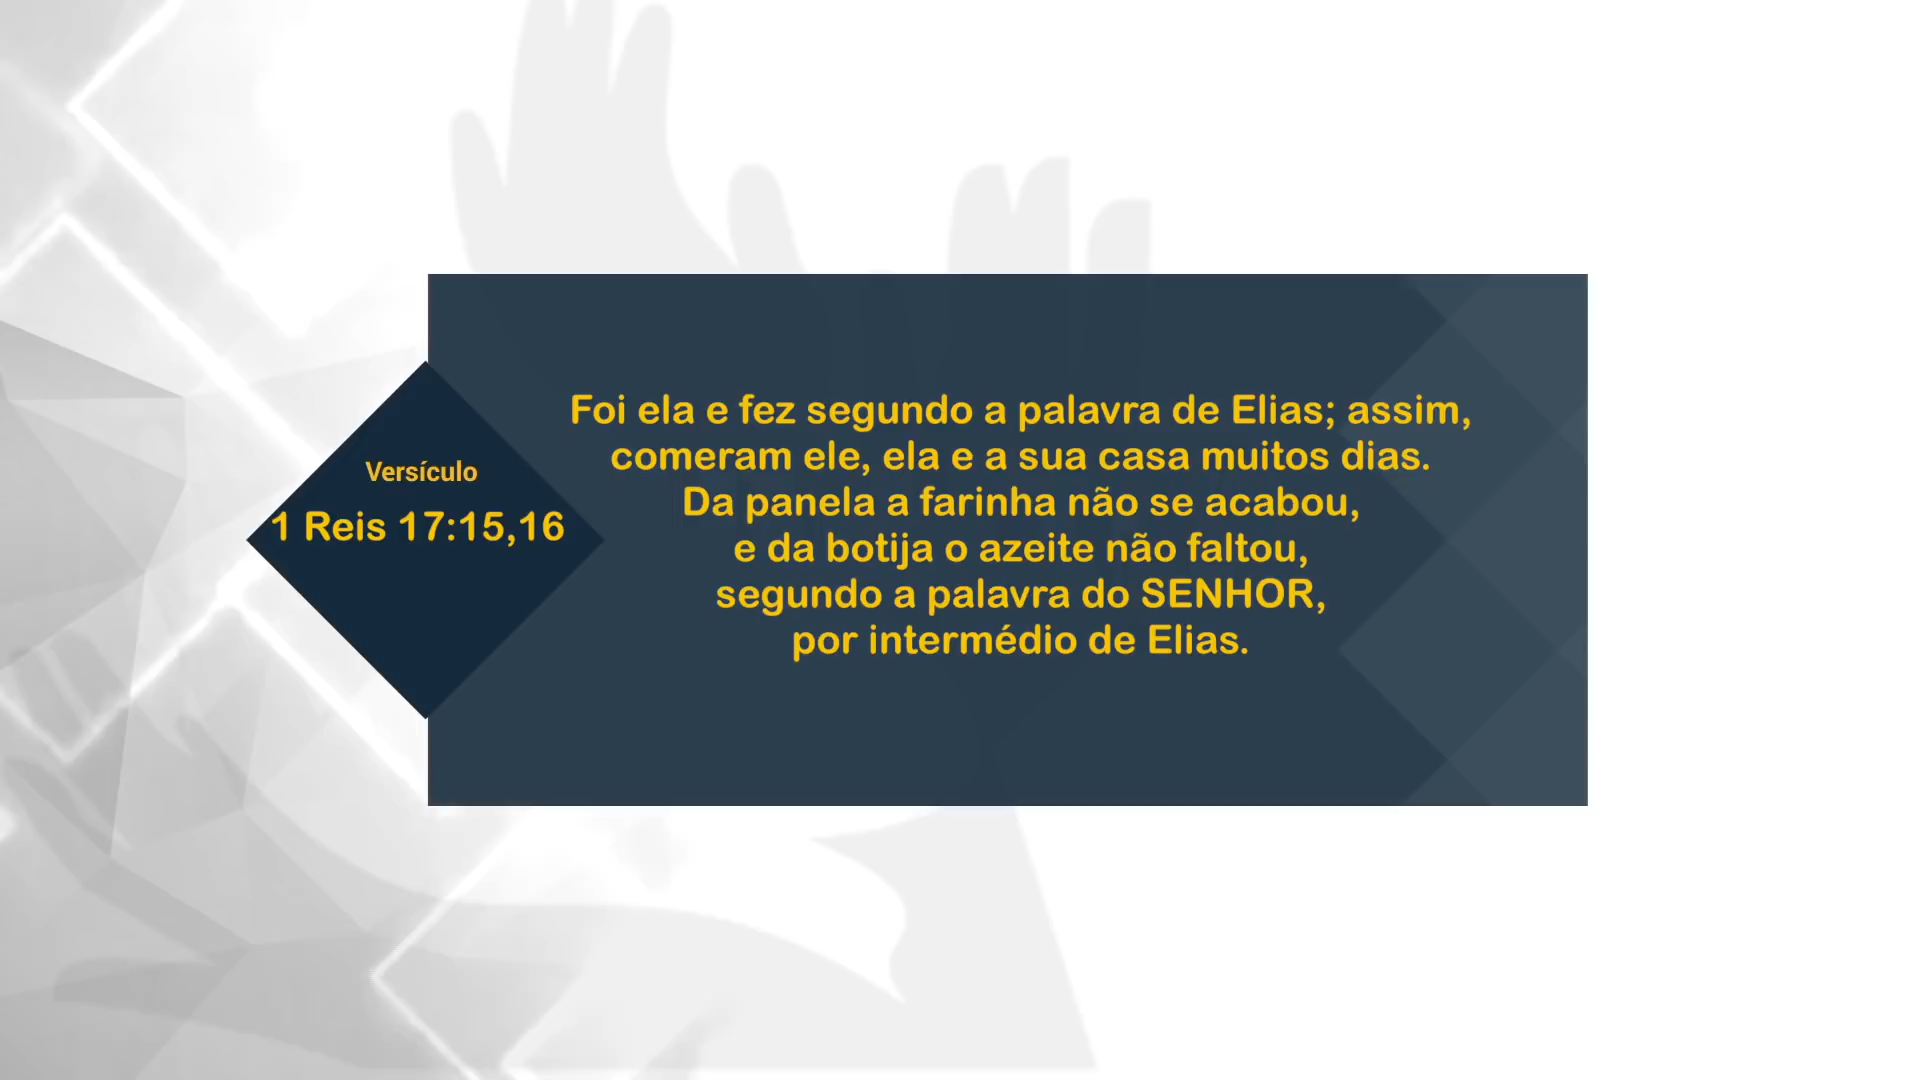 Versículo
1 Reis 17:15,16
Foi ela e fez segundo a palavra de Elias; assim,
comeram ele, ela e a sua casa muitos dias.
Da panela a farinha não se acabou,
e da botija o azeite não faltou,
segundo a palavra do SENHOR,
por intermédio de Elias.